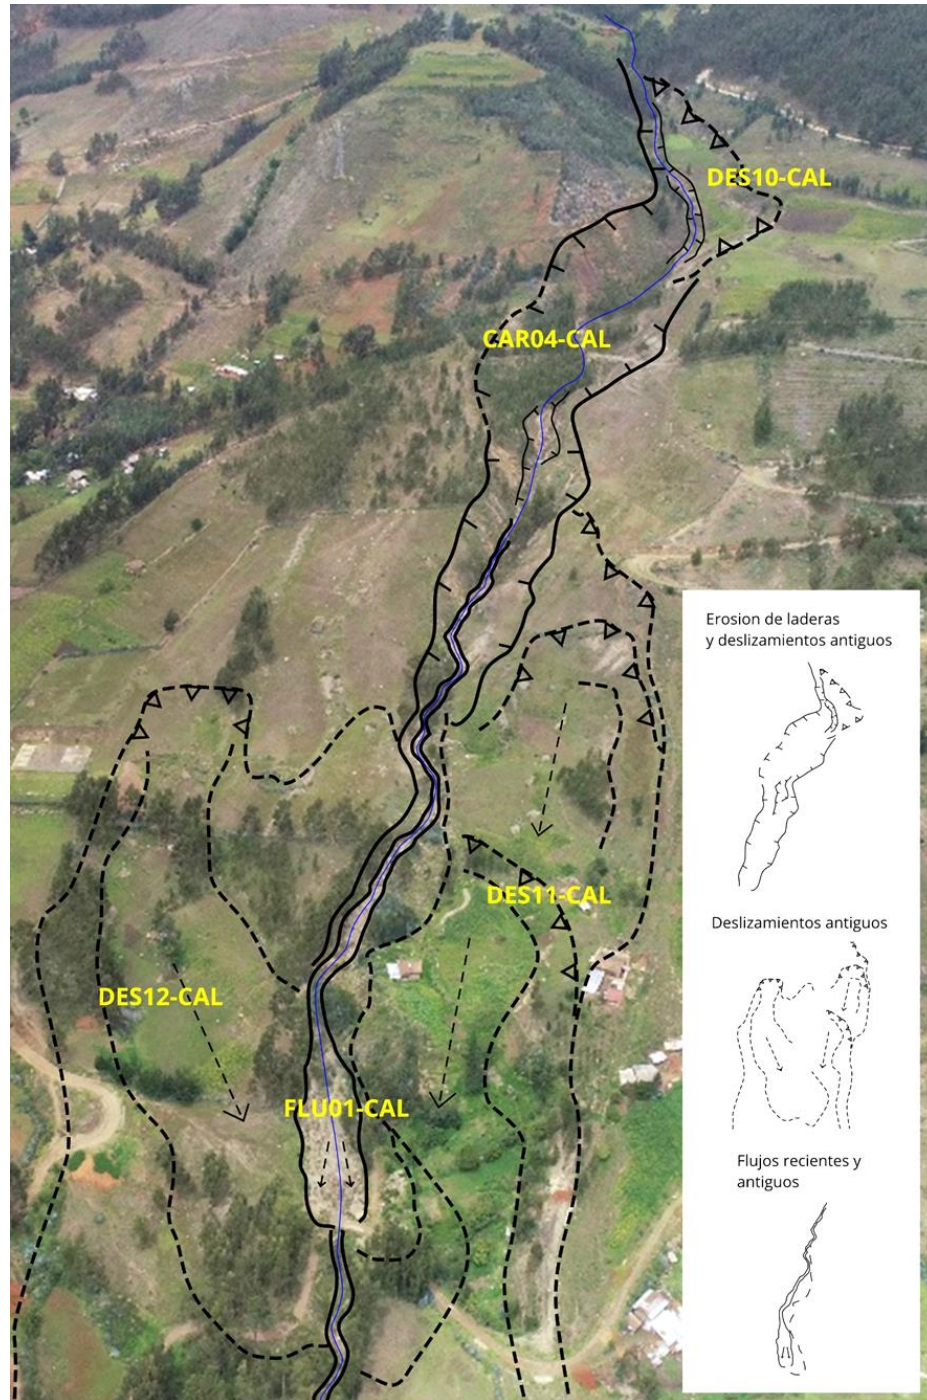 DES10-CAL
CAR04-CAL
DES11-CAL
DES12-CAL
FLU01-CAL
Erosion de laderas
y deslizamientos antiguos
Deslizamientos antiguos
Flujos recientes y
antiguos